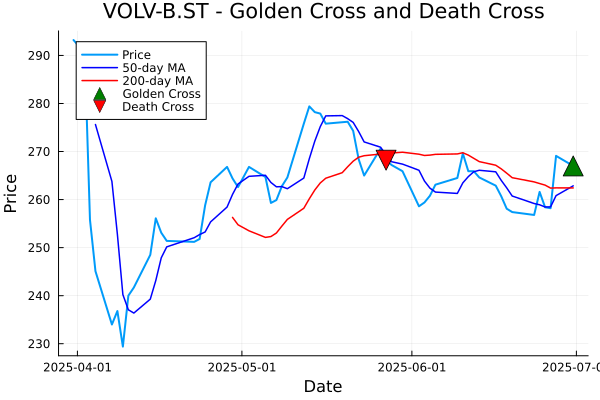 VOLV-B.ST - Golden Cross and Death Cross
Price
50-day MA
200-day MA
Golden Cross
Death Cross
290
280
270
260
250
240
230
Price
2025-04-01
2025-05-01
2025-06-01
2025-07-0
Date